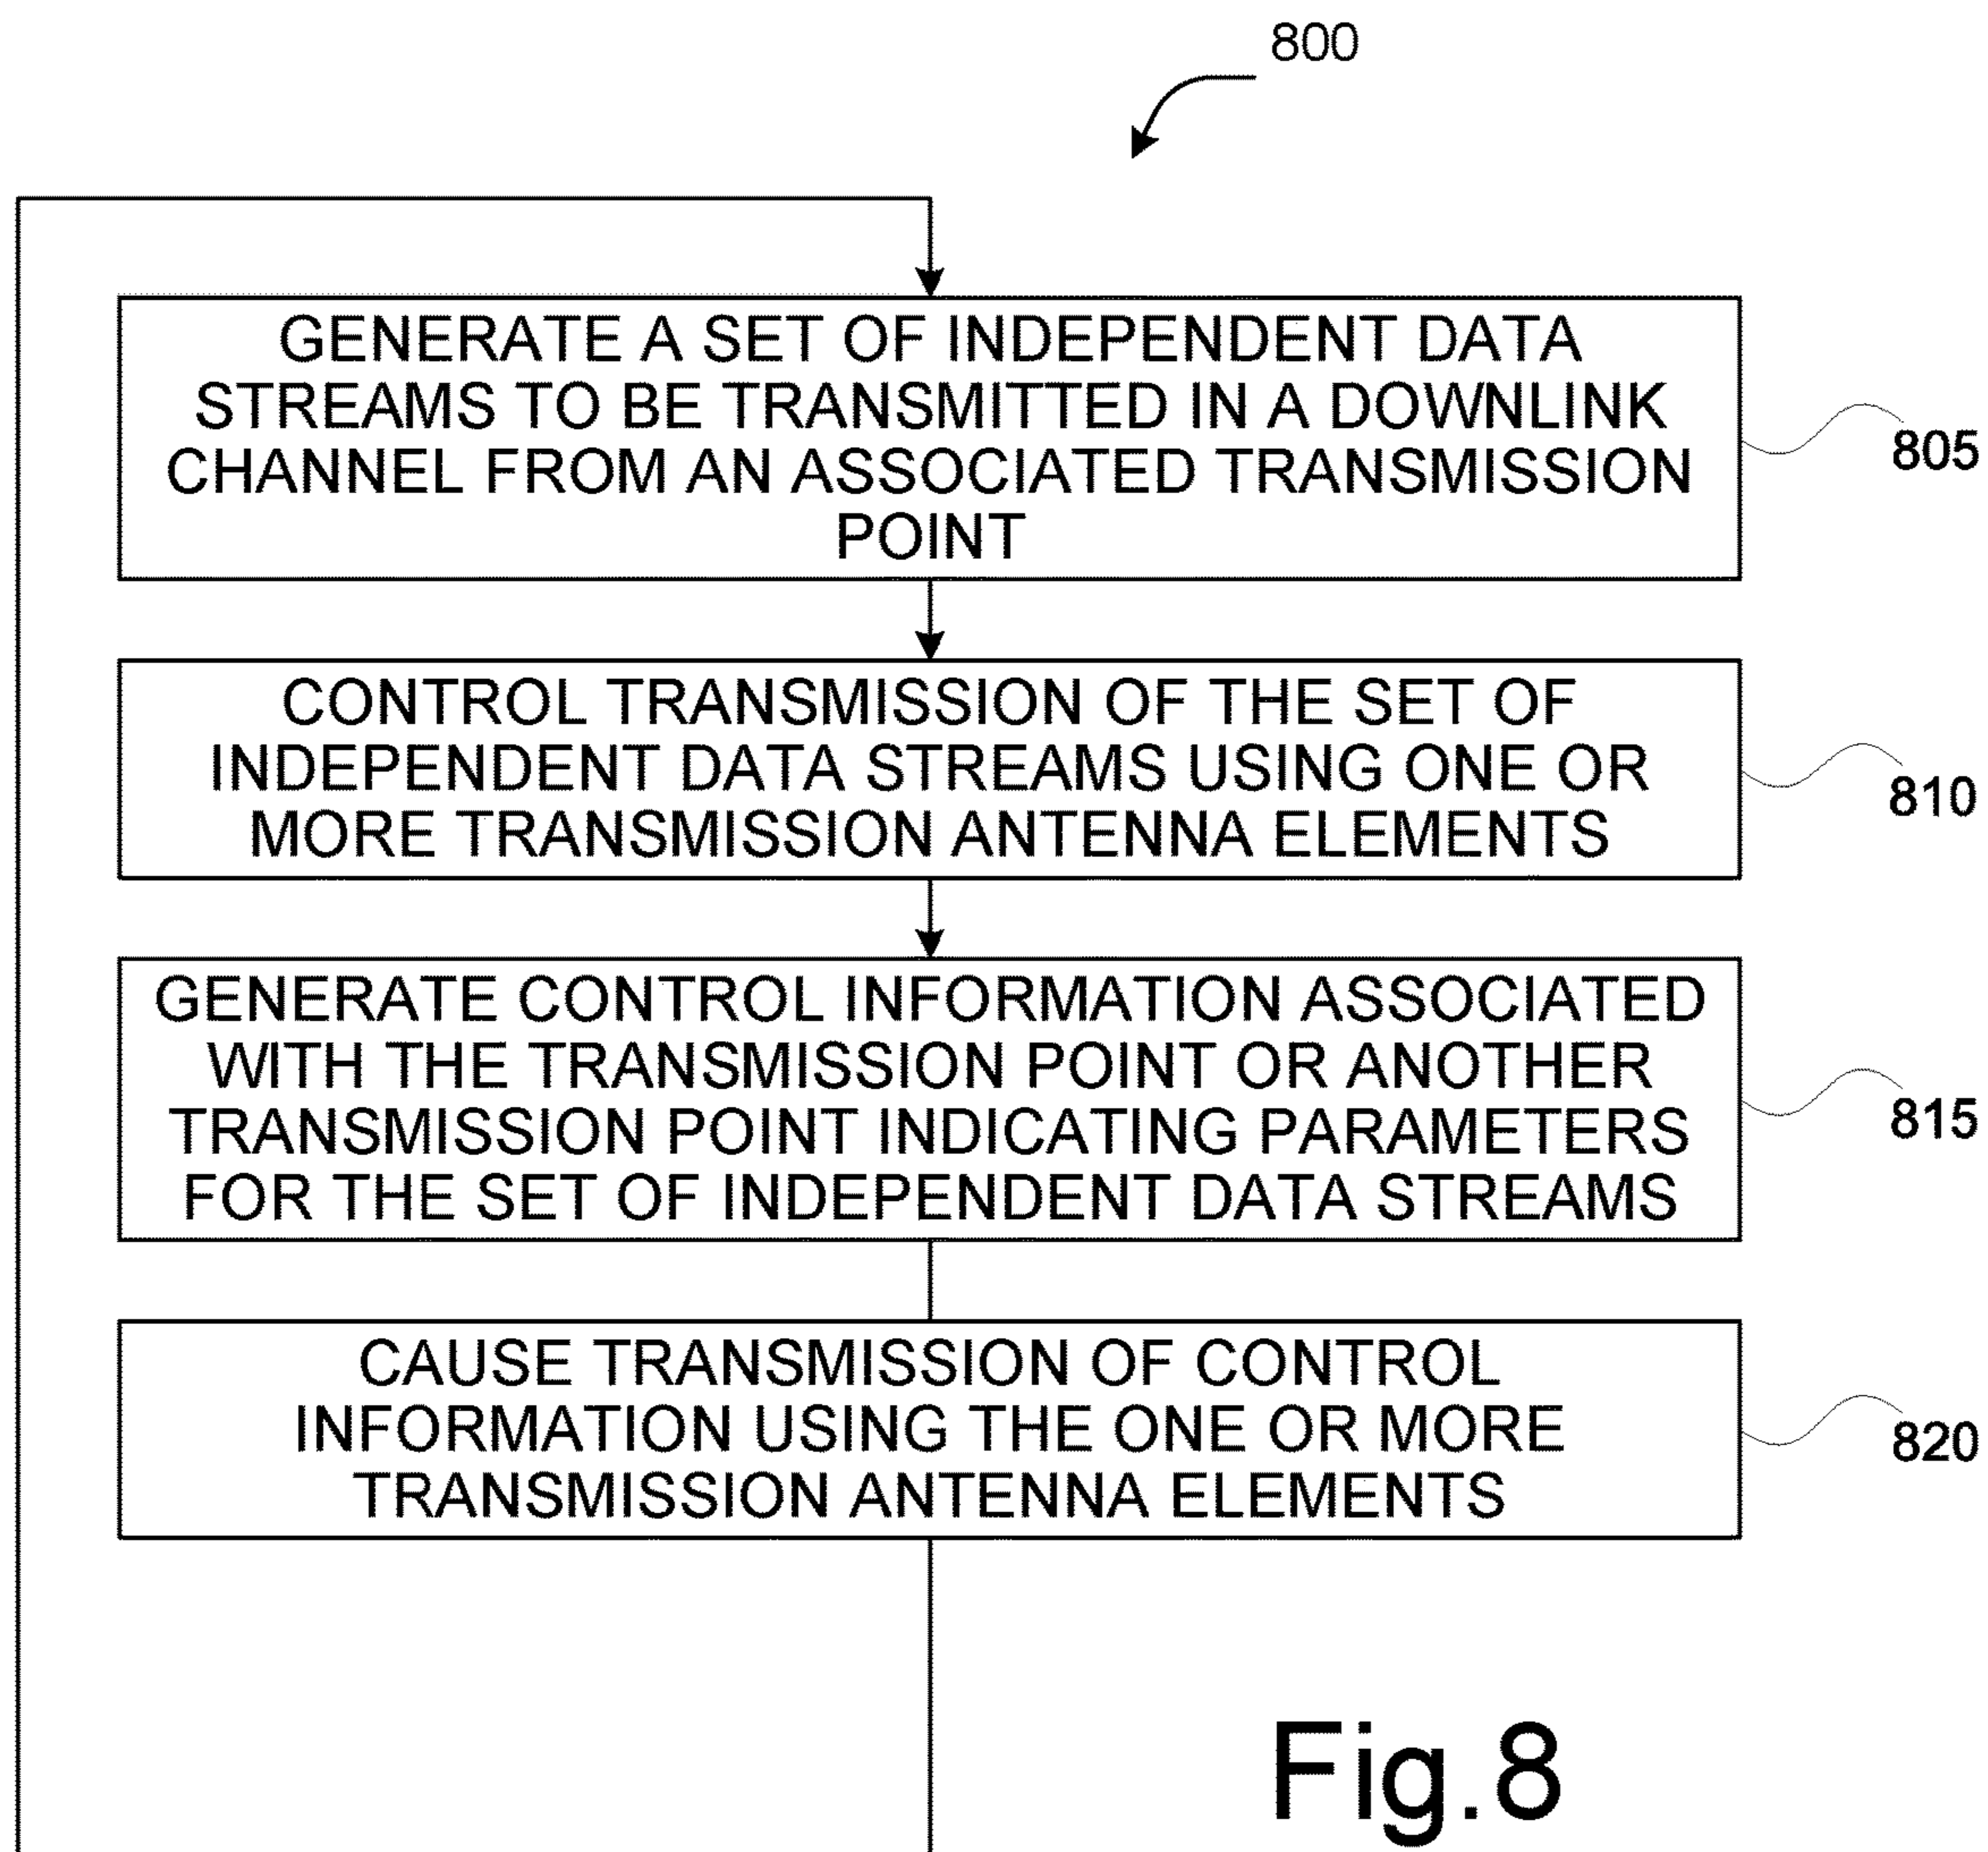 800
GENERATE A SET OF INDEPENDENT DATA
STREAMS TO BE TRANSMITTED IN A DOWNLINK
CHANNEL FROM AN ASSOCIATED TRANSMISSION
POINT
805
CONTROL TRANSMISSION OF THE SET OF
INDEPENDENT DATA STREAMS USING ONE OR
MORE TRANSMISSION ANTENNA ELEMENTS
810
GENERATE CONTROL INFORMATION ASSOCIATED
WITH THE TRANSMISSION POINT OR ANOTHER
TRANSMISSION POINT INDICATING PARAMETERS
FOR THE SET OF INDEPENDENT DATA STREAMS
815
CAUSE TRANSMISSION OF CONTROL
INFORMATION USING THE ONE OR MORE
TRANSMISSION ANTENNA ELEMENTS
820
Fig.8